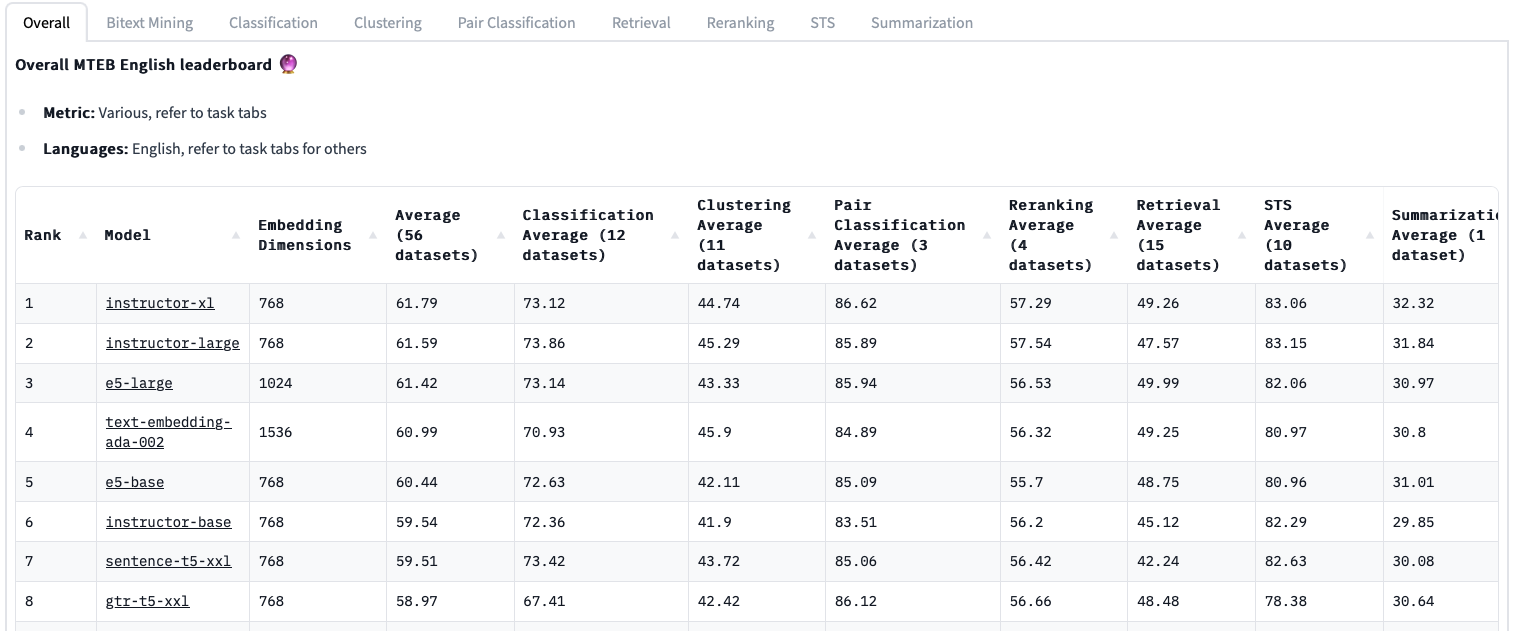 Overall Bitext Mining Classification Clustering Pair Classification Retrieval Reranking STS Summarization
Overall MTEB English leaderboard 🔮
Metric: Various, refer to task tabs
Languages: English, refer to task tabs for others
Rank Model Embedding Dimensions Average (56 datasets) Classification Average (12 datasets) Clustering Average (11 datasets) Pair Classification Average (3 datasets) Reranking Average (4 datasets) Retrieval Average (15 datasets) STS Average (10 datasets) Summarizatio Average (1 dataset)
1 instructor-xl 768 61.79 73.12 44.74 86.62 57.29 49.26 83.06 32.32
2 instructor-large 768 61.59 73.86 45.29 85.89 57.54 47.57 83.15 31.84
3 e5-large 1024 61.42 73.14 43.33 85.94 56.53 49.99 82.06 30.97
4 text-embedding-ada-002 1536 60.99 70.93 45.9 84.89 56.32 49.25 80.97 30.8
5 e5-base 768 60.44 72.63 42.11 85.09 55.7 48.75 80.96 31.01
6 instructor-base 768 59.54 72.36 41.9 83.51 56.2 45.12 82.29 29.85
7 sentence-t5-xxl 768 59.51 73.42 43.72 85.06 56.42 42.24 82.63 30.08
8 gtr-t5-xxl 768 58.97 67.41 42.42 86.12 56.66 48.48 78.38 30.64